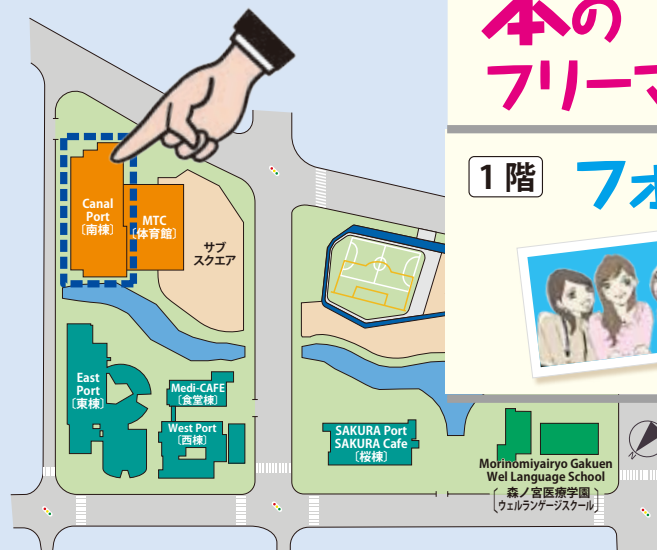 本の
フリーマ
1階
フォ
Canal
Port
〔南棟〕
MTC
〔体育館〕
サブ
スクエア
East
Port
〔東棟〕
Medi-CAFE
〔食堂棟〕
West Port
〔西棟〕
SAKURA Port
SAKURA Cafe
〔桜棟〕
Morinomiyairyo Gakuen
Wel Language School
森ノ宮医療学園
ウェルランゲージスクール
N